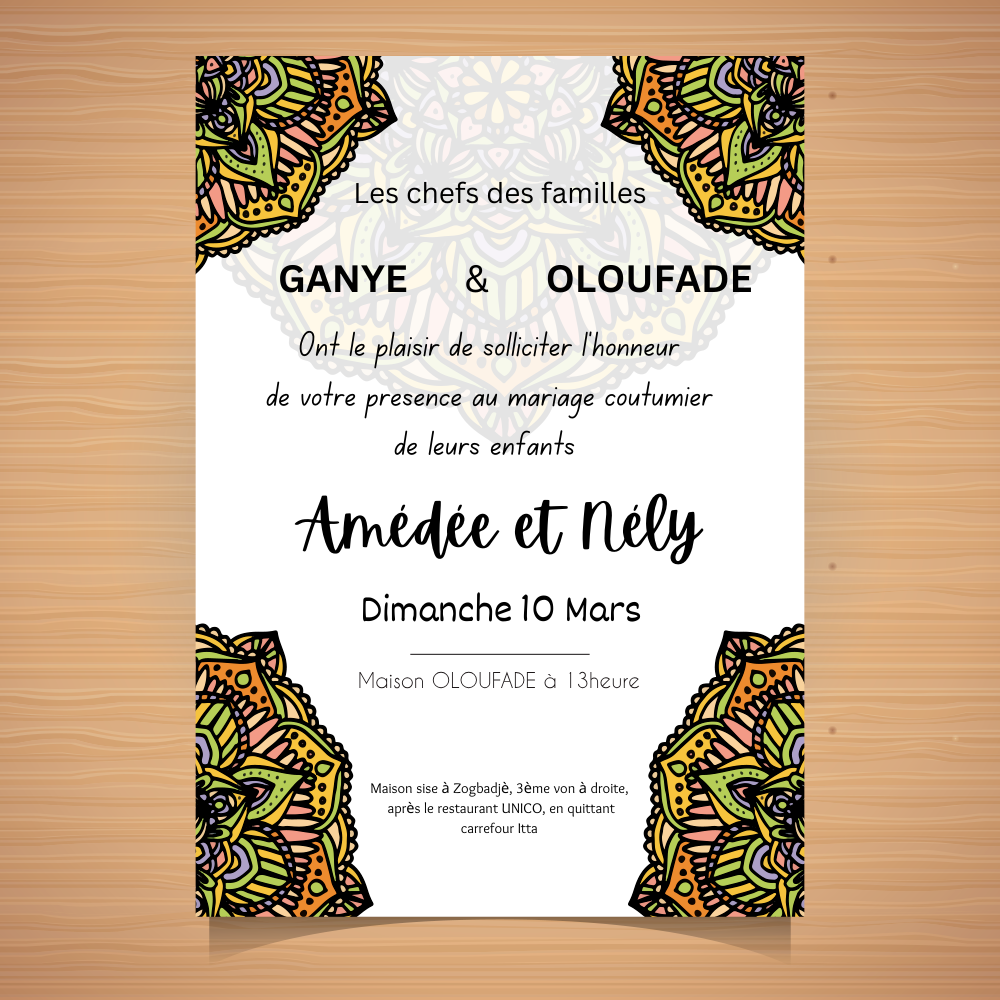 Les chefs des familles
GANYE & OLOUFADE
Ont le plaisir de solliciter l'honneur
de votre presence au mariage coutumier
de leurs enfants
Amédée et Nély
Dimanche 10 Mars
Maison OLOUFADE à 13heure
Maison sise à Zogbadjè, 3ème von à droite,
après le restaurant UNICO, en quittant
carrefour Itta